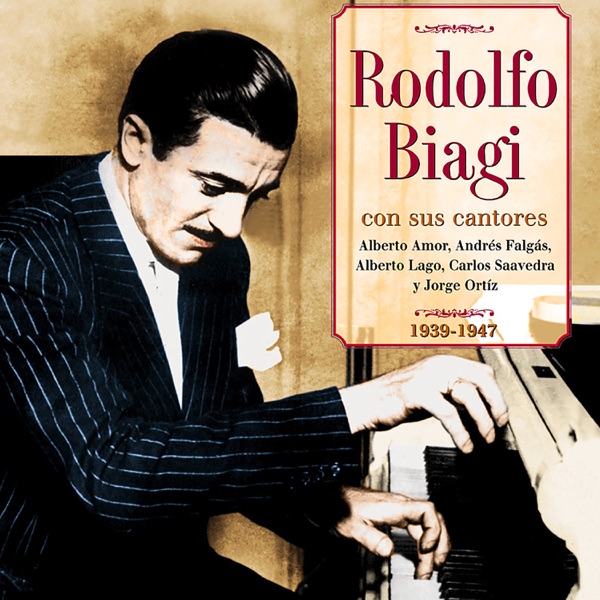 Rodolfo
Biagi
con sus cantores
Alberto Amor, Andrés Falgás,
Alberto Lago, Carlos Saavedra
y Jorge Ortíz
1939-1947